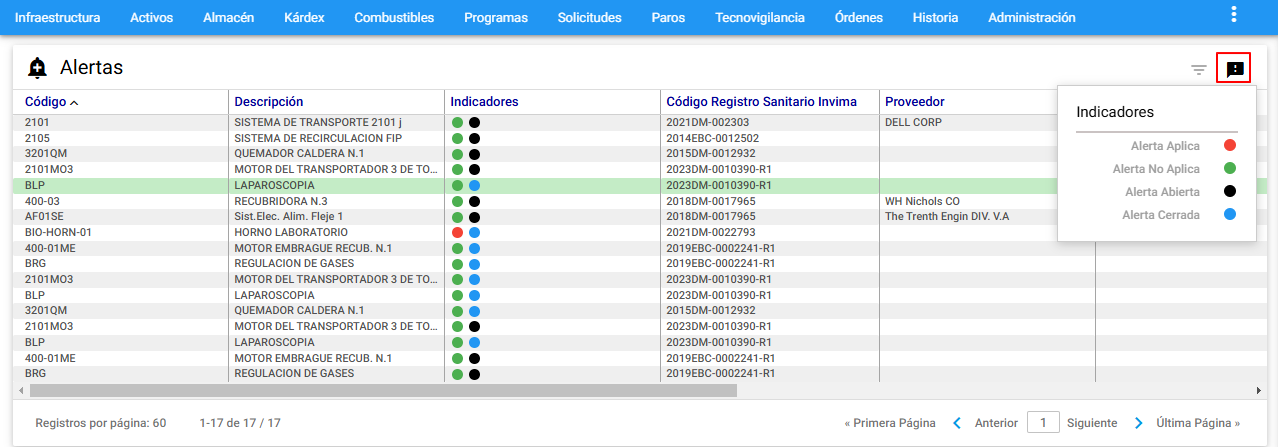 Infraestructura Activos Almacén Kárdex Combustibles Programas Solicitudes Paros Tecnovigilancia Órdenes Historia Administración
Alertas
Código Descripción Indicadores Código Registro Sanitario Invima Proveedor
2101 SISTEMA DE TRANSPORTE 2101 j 2021DM-002303 DELL CORP
2105 SISTEMA DE RECIRCULACION FIP 2014EBC-0012502
3201QM QUEMADOR CALDERA N.1 2015DM-0012932
2101MO3 MOTOR DEL TRANSPORTADOR 3 DE TO... 2023DM-0010390-R1
BLP LAPAROSCOPIA 2023DM-0010390-R1
400-03 RECUBRIDORA N.3 2018DM-0017965 WH Nichols CO
AF01SE Sist.Elec. Alim. Fleje 1 2018DM-0017965 The Trenth Engin DIV. V.A
BIO-HORN-01 HORNO LABORATORIO 2021DM-0022793
400-01ME MOTOR EMBRAGUE RECUB. N.1 2019EBC-0002241-R1
BRG REGULACION DE GASES 2019EBC-0002241-R1
2101MO3 MOTOR DEL TRANSPORTADOR 3 DE TO... 2023DM-0010390-R1
BLP LAPAROSCOPIA 2023DM-0010390-R1
3201QM QUEMADOR CALDERA N.1 2015DM-0012932
2101MO3 MOTOR DEL TRANSPORTADOR 3 DE TO... 2023DM-0010390-R1
BLP LAPAROSCOPIA 2023DM-0010390-R1
400-01ME MOTOR EMBRAGUE RECUB. N.1 2019EBC-0002241-R1
BRG REGULACION DE GASES 2019EBC-0002241-R1
Indicadores
Alerta Aplica
Alerta No Aplica
Alerta Abierta
Alerta Cerrada
Registros por página: 60 1-17 de 17 / 17 « Primera Página Anterior 1 Siguiente Última Página »